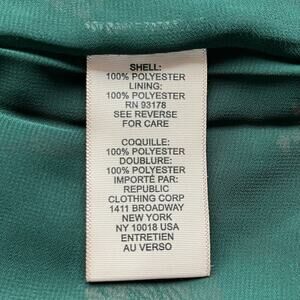 SHELL:
100% POLYESTER
LINING:
100% POLYESTER
RN 93178
SEE REVERSE
FOR CARE
COQUILLE:
100% POLYESTER
DOUBLURE:
100% POLYESTER
IMPORTÉ PAR:
REPUBLIC
CLOTHING CORP
1411 BROADWAY
NEW YORK
NY 10018 USA
ENTRETIEN
AU VERSO